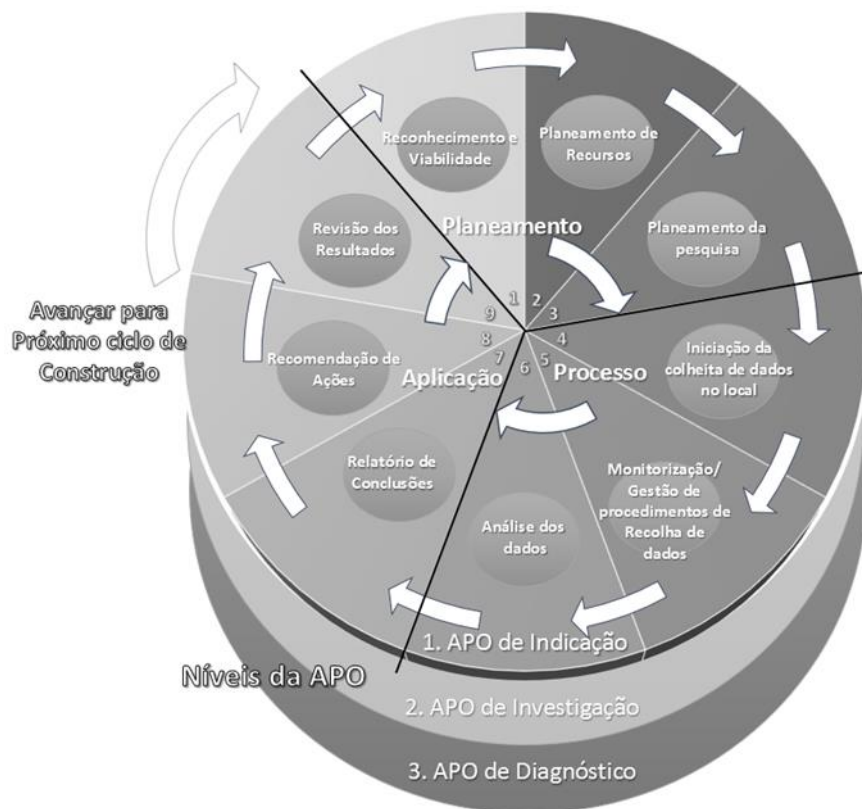 Reconhecimento e
Viabilidade
Planeamento de
Recursos
Planeamento da
pesquisa
Iniciação da
colheita de dados
no local
Monitorização/
Gestão de
procedimentos de
Recolha de
dados
Análise dos
dados
Relatório de
Conclusões
Recomendação de
Ações
Revisão dos
Resultados
Planeamento
Processo
Aplicação
1
2
3
4
5
6
7
8
9
Avançar para
Próximo ciclo de
Construção
Níveis da APO
1. APO de Indicação
2. APO de Investigação
3. APO de Diagnóstico